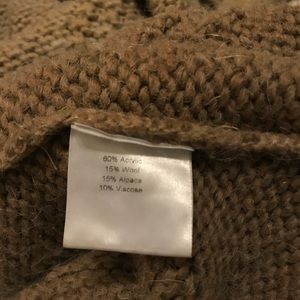 60% Acrylic
15% Wool
15% Alpaca
10% Viscose